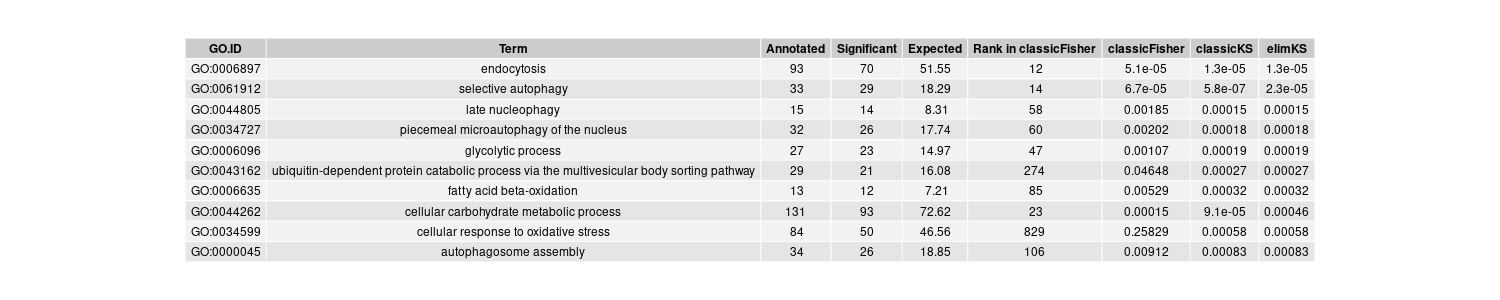 GO.ID Term Annotated Significant Expected Rank in classicFisher classicFisher classicKS elimKS
GO:0006897 endocytosis 93 70 51.55 12 5.1e-05 1.3e-05 1.3e-05
GO:0061912 selective autophagy 33 29 18.29 14 6.7e-05 5.8e-07 2.3e-05
GO:0044805 late nucleophagy 15 14 8.31 58 0.00185 0.00015 0.00015
GO:0034727 piecemeal microautophagy of the nucleus 32 26 17.74 60 0.00202 0.00018 0.00018
GO:0006096 glycolytic process 27 23 14.97 47 0.00107 0.00019 0.00019
GO:0043162 ubiquitin-dependent protein catabolic process via the multivesicular body sorting pathway 29 21 16.08 274 0.04648 0.00027 0.00027
GO:0006635 fatty acid beta-oxidation 13 12 7.21 85 0.00529 0.00032 0.00032
GO:0044262 cellular carbohydrate metabolic process 131 93 72.62 23 0.00015 9.1e-05 0.00046
GO:0034599 cellular response to oxidative stress 84 50 46.56 829 0.25829 0.00058 0.00058
GO:0000045 autophagosome assembly 34 26 18.85 106 0.00912 0.00083 0.00083